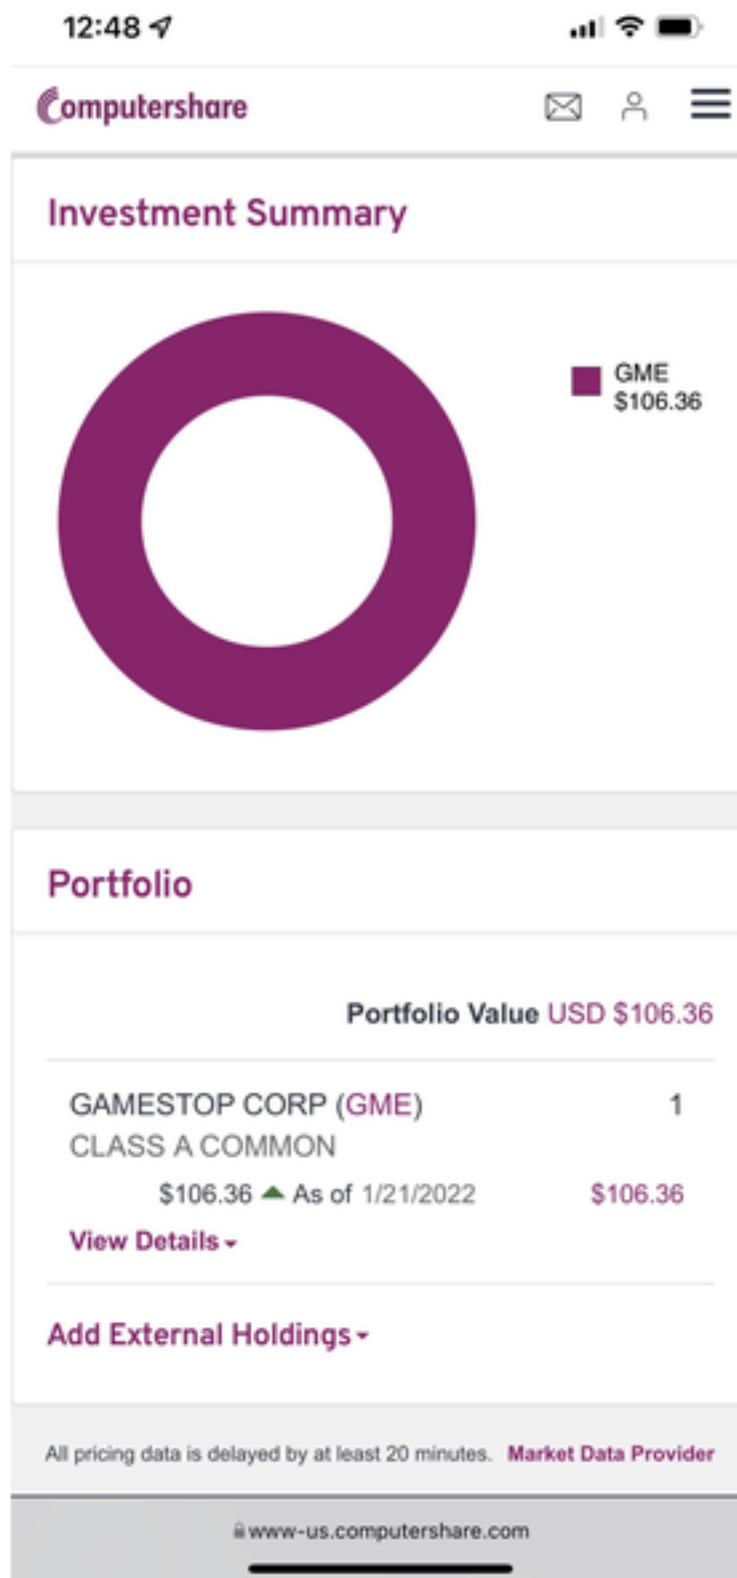 12:48
Computershare
Investment Summary
GME
$106.36
Portfolio
Portfolio Value USD $106.36
GAMESTOP CORP (GME) 1
CLASS A COMMON
$106.36 As of 1/21/2022 $106.36
View Details
Add External Holdings
All pricing data is delayed by at least 20 minutes. Market Data Provider
www-us.computershare.com